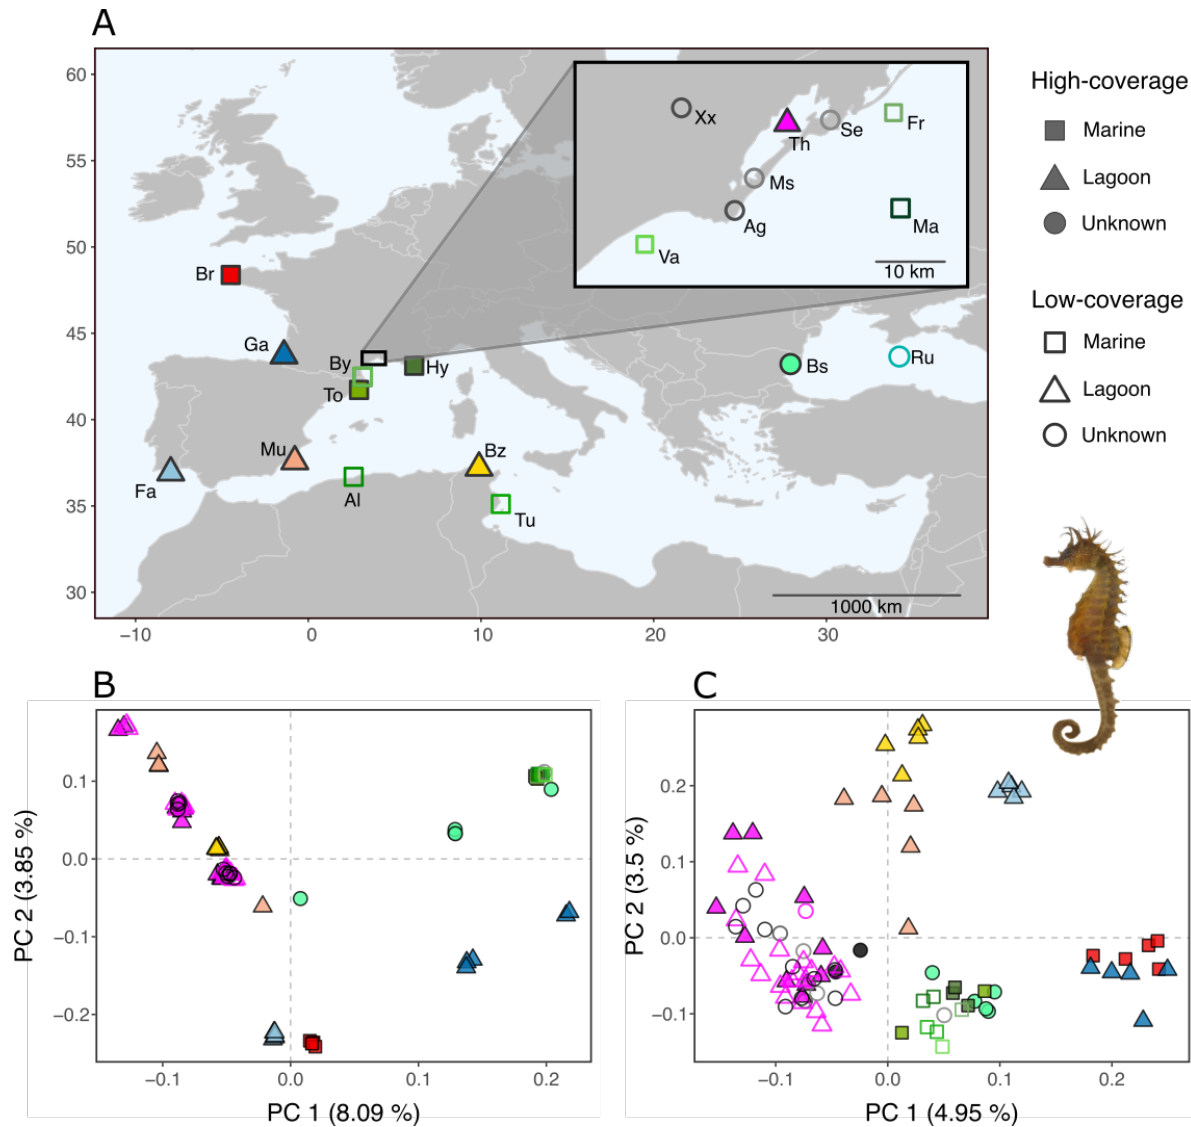 A
60
55
50
45
40
35
30
−10
0
10
20
30
Xx
Th
Se
Fr
Ms
Ag
Ma
Va
10 km
Br
Ga
By
To
Hy
Bs
Ru
Mu
Fa
Al
Bz
Tu
1000 km
High-coverage
Marine
Lagoon
Unknown
Low-coverage
Marine
Lagoon
Unknown
B
PC 2 (3.85 %)
0.1
0.0
−0.1
−0.2
−0.1
0.0
0.1
0.2
PC 1 (8.09 %)
C
PC 2 (3.5 %)
0.2
0.1
0.0
−0.1
−0.1
0.0
0.1
0.2
PC 1 (4.95 %)